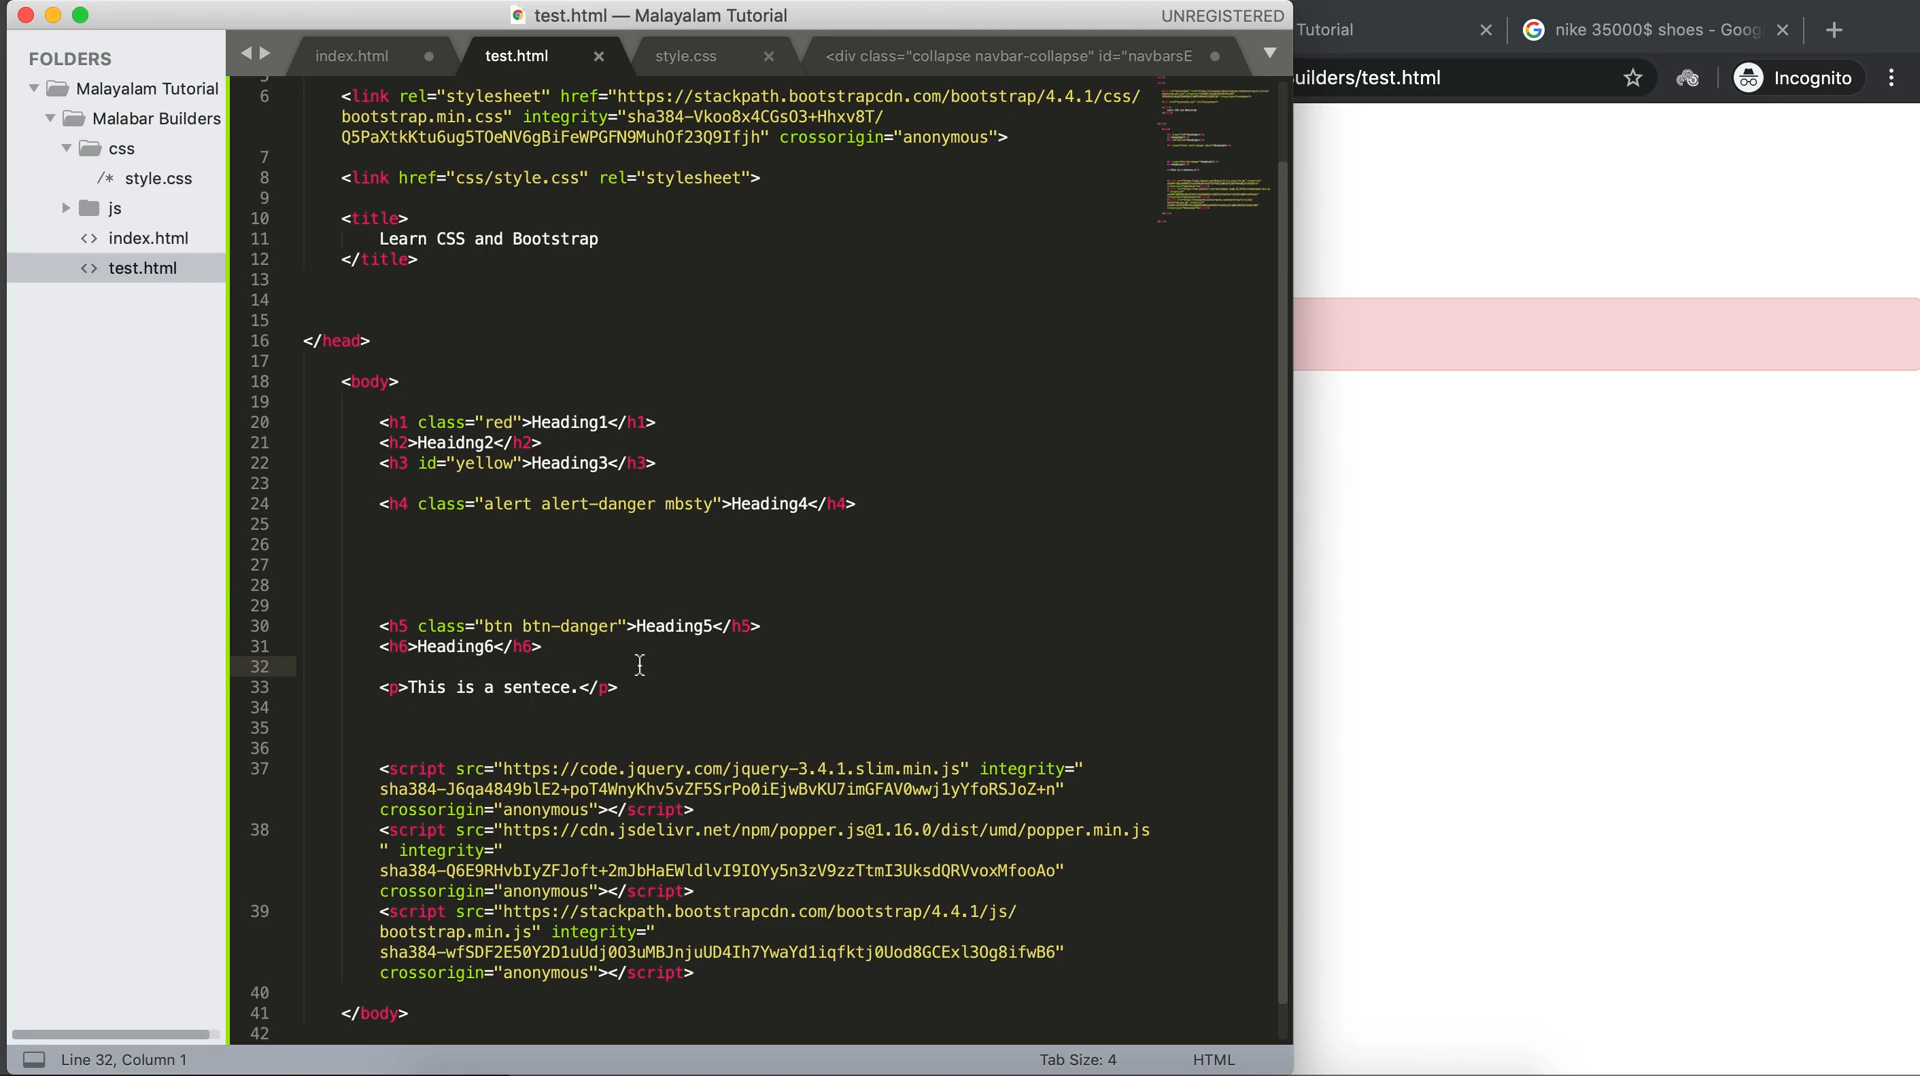 test.html — Malayalam Tutorial
UNREGISTERED
Tutorial
nike 35000$ shoes - Goog
uilders/test.html
Incognito
FOLDERS
Malayalam Tutorial
Malabar Builders
css
/* style.css
js
<> index.html
<> test.html
index.html
test.html
style.css
<div class="collapse navbar-collapse" id="navbarsE
5
6 <link rel="stylesheet" href="https://stackpath.bootstrapcdn.com/bootstrap/4.4.1/css/
bootstrap.min.css" integrity="sha384-Vkoo8x4CGsO3+Hhxv8T/
Q5PaXtkKtu6ug5TOeNV6gBiFeWPGFN9MuhOf23Q9Ifjh" crossorigin="anonymous">
7
8 <link href="css/style.css" rel="stylesheet">
9
10 <title>
11 Learn CSS and Bootstrap
12 </title>
13
14
15
16 </head>
17
18 <body>
19
20 <h1 class="red">Heading1</h1>
21 <h2>Heaidng2</h2>
22 <h3 id="yellow">Heading3</h3>
23
24 <h4 class="alert alert-danger mbsty">Heading4</h4>
25
26
27
28
29
30 <h5 class="btn btn-danger">Heading5</h5>
31 <h6>Heading6</h6>
32
33 <p>This is a sentece.</p>
34
35
36
37 <script src="https://code.jquery.com/jquery-3.4.1.slim.min.js" integrity="
sha384-J6qa4849blE2+poT4WnyKhv5vZF5SrPo0iEjwBvKU7imGFAV0wwj1yYfoRSJoZ+n"
crossorigin="anonymous"></script>
38 <script src="https://cdn.jsdelivr.net/npm/popper.js@1.16.0/dist/umd/popper.min.js
" integrity="
sha384-Q6E9RHvbIyZFJoft+2mJbHaEWldlvI9IOYy5n3zV9zzTtmI3UksdQRVvoxMfooAo"
crossorigin="anonymous"></script>
39 <script src="https://stackpath.bootstrapcdn.com/bootstrap/4.4.1/js/
bootstrap.min.js" integrity="
sha384-wfSDF2E50Y2D1uUdj0O3uMBJnjuUD4Ih7YwaYd1iqfktj0Uod8GCExl3Og8ifwB6"
crossorigin="anonymous"></script>
40
41 </body>
42
Line 32, Column 1
Tab Size: 4
HTML